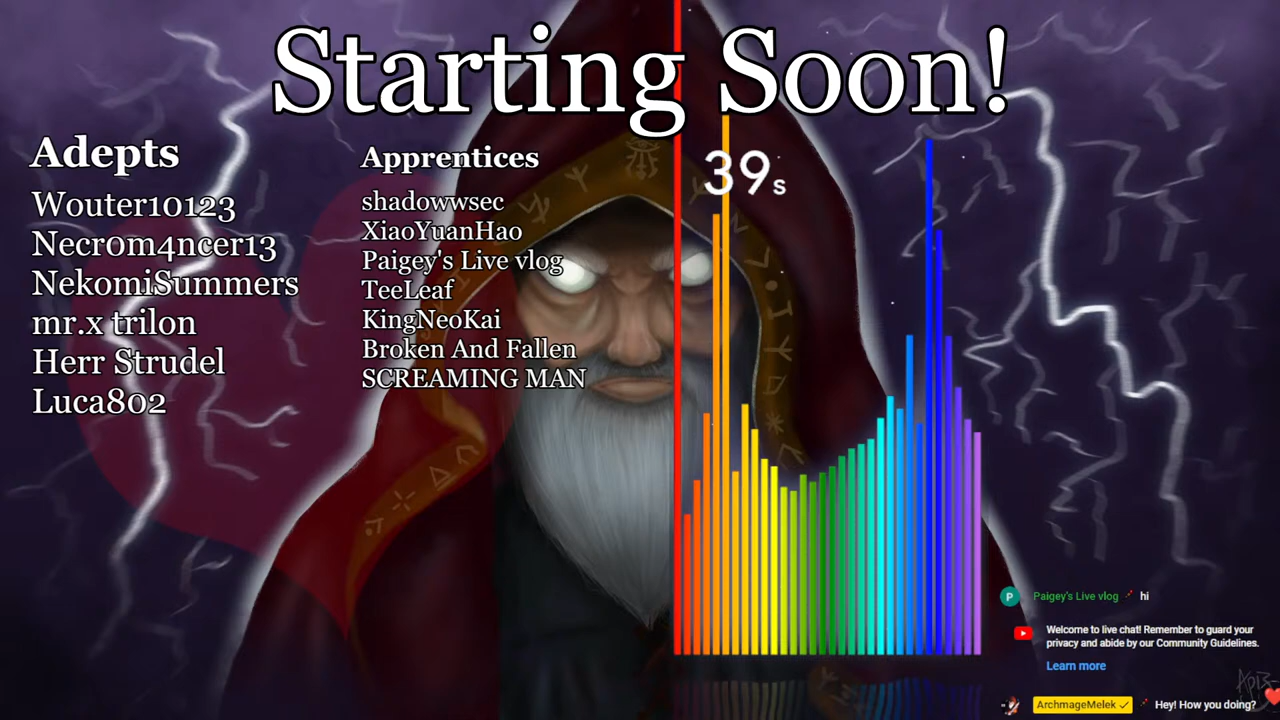 Starting Soon!
39s
Adepts
Wouter10123
Necr0m4ncer13
NekomiSummers
mr.x trilon
Herr Strudel
Luca802
Apprentices
shadowwsec
XiaoYuanHao
Paigey's Live vlog
TeeLeaf
KingNeoKai
Broken And Fallen
SCREAMING MAN
P Paigey's Live vlog hi
Welcome to live chat! Remember to guard your
privacy and abide by our Community Guidelines.
Learn more
ArchmageMelek Hey! How you doing?